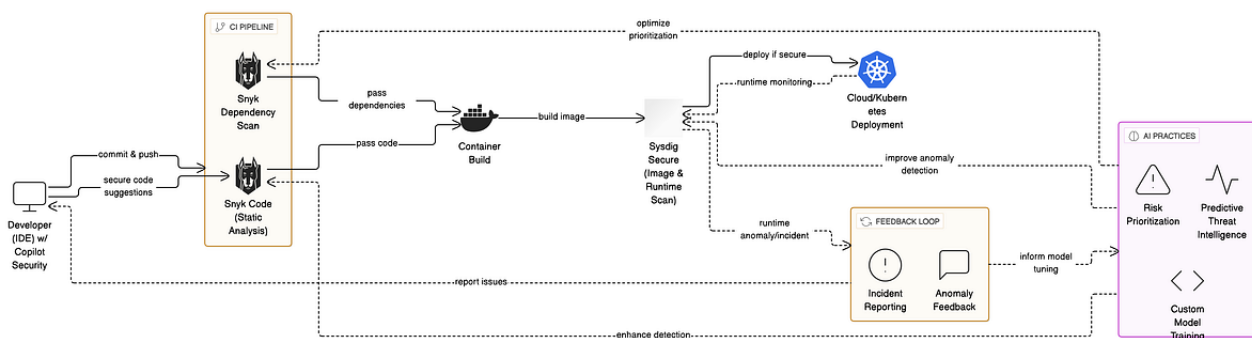 CI PIPELINE
Snyk
Dependency
Scan
Snyk Code
(Static
Analysis)
commit & push
secure code
suggestions
Developer
(IDE) w/
Copilot
Security
pass
dependencies
pass code
Container
Build
build image
Sysdig
Secure
(Image &
Runtime
Scan)
optimize
prioritization
deploy if secure
runtime monitoring
Cloud/Kubern
etes
Deployment
improve anomaly
detection
runtime
anomaly/incident
FEEDBACK LOOP
Incident
Reporting
Anomaly
Feedback
inform model
tuning
report issues
enhance detection
AI PRACTICES
Risk
Prioritization
Predictive
Threat
Intelligence
Custom
Model
Training